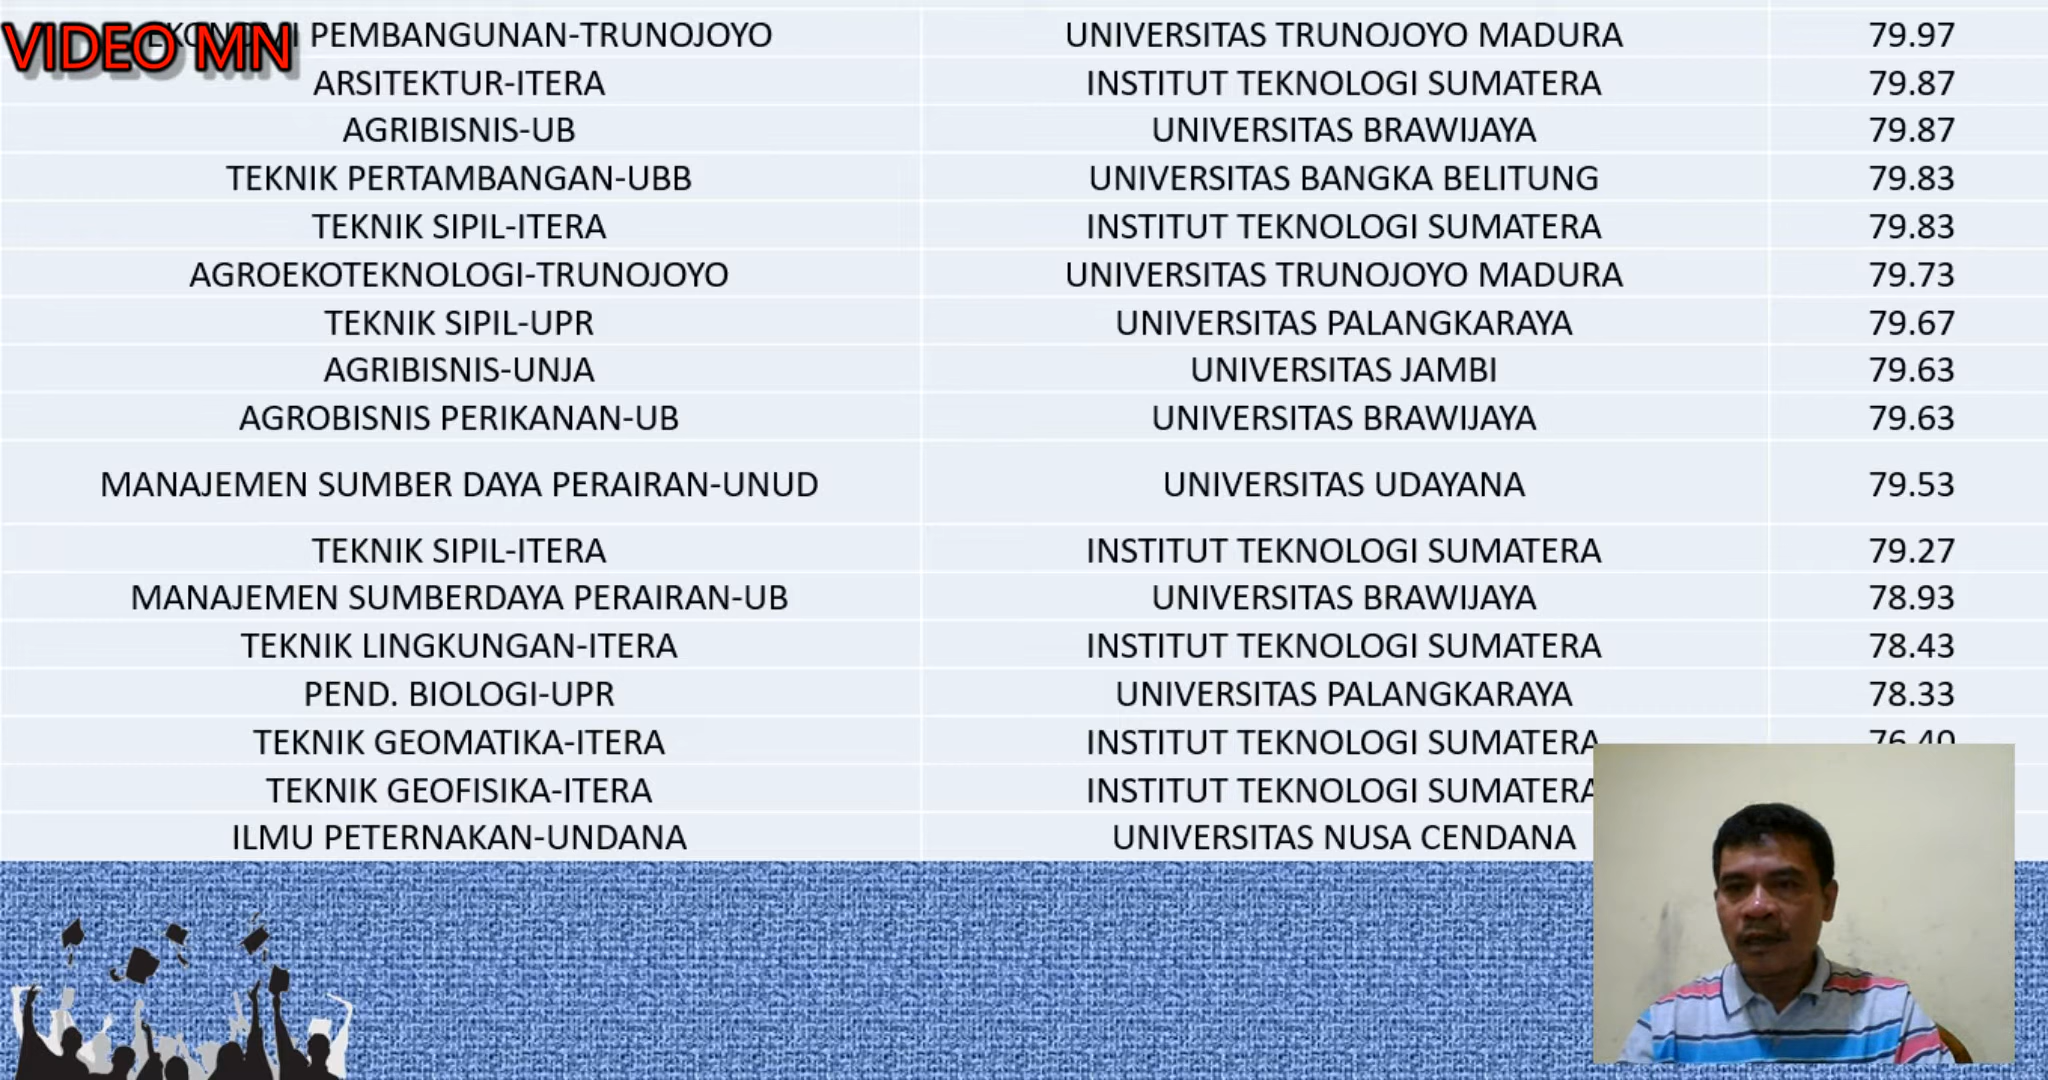 VIDEO MN
PEMBANGUNAN-TRUNOJOYO UNIVERSITAS TRUNOJOYO MADURA 79.97
ARSITEKTUR-ITERA INSTITUT TEKNOLOGI SUMATERA 79.87
AGRIBISNIS-UB UNIVERSITAS BRAWIJAYA 79.87
TEKNIK PERTAMBANGAN-UBB UNIVERSITAS BANGKA BELITUNG 79.83
TEKNIK SIPIL-ITERA INSTITUT TEKNOLOGI SUMATERA 79.83
AGROEKOTEKNOLOGI-TRUNOJOYO UNIVERSITAS TRUNOJOYO MADURA 79.73
TEKNIK SIPIL-UPR UNIVERSITAS PALANGKARAYA 79.67
AGRIBISNIS-UNJA UNIVERSITAS JAMBI 79.63
AGROBISNIS PERIKANAN-UB UNIVERSITAS BRAWIJAYA 79.63
MANAJEMEN SUMBER DAYA PERAIRAN-UNUD UNIVERSITAS UDAYANA 79.53
TEKNIK SIPIL-ITERA INSTITUT TEKNOLOGI SUMATERA 79.27
MANAJEMEN SUMBERDAYA PERAIRAN-UB UNIVERSITAS BRAWIJAYA 78.93
TEKNIK LINGKUNGAN-ITERA INSTITUT TEKNOLOGI SUMATERA 78.43
PEND. BIOLOGI-UPR UNIVERSITAS PALANGKARAYA 78.33
TEKNIK GEOMATIKA-ITERA INSTITUT TEKNOLOGI SUMATERA
TEKNIK GEOFISIKA-ITERA INSTITUT TEKNOLOGI SUMATERA
ILMU PETERNAKAN-UNDANA UNIVERSITAS NUSA CENDANA